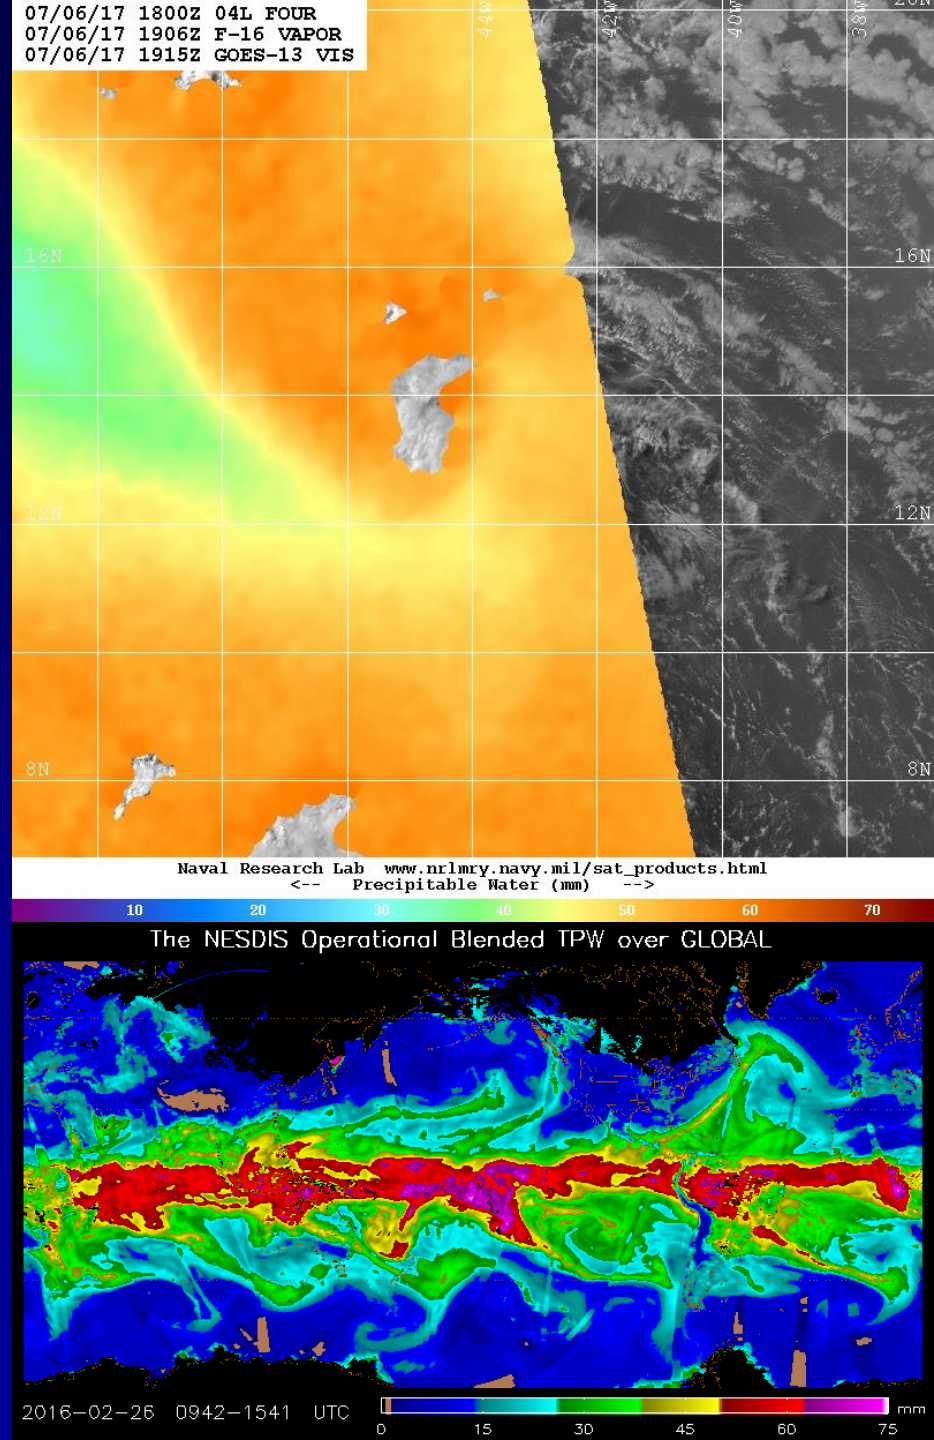 07/06/17 1800Z 04L FOUR
07/06/17 1906Z F-16 VAPOR
07/06/17 1915Z GOES-13 VIS
44W 42W 40W 38W 20N
16N 16N
12N 12N
8N 8N
Naval Research Lab www.nrlmry.navy.mil/sat_products.html
<-- Precipitable Water (mm) -->
10 20 30 40 50 60 70
The NESDIS Operational Blended TPW over GLOBAL
2016-02-26 0942-1541 UTC
mm
0 15 30 45 60 75